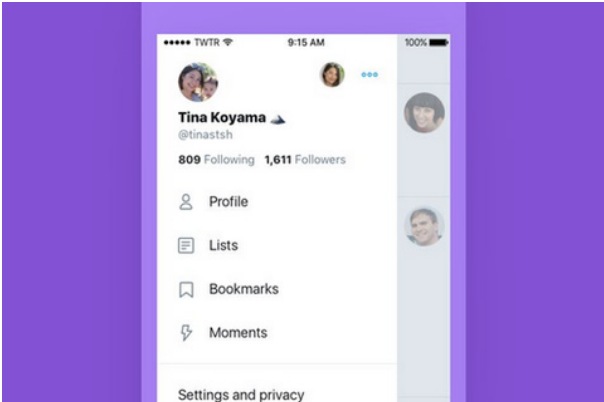 TWTR 9:15 AM 100%
Tina Koyama
@tinastsh
809 Following 1,611 Followers
Profile
Lists
Bookmarks
Moments
Settings and privacy